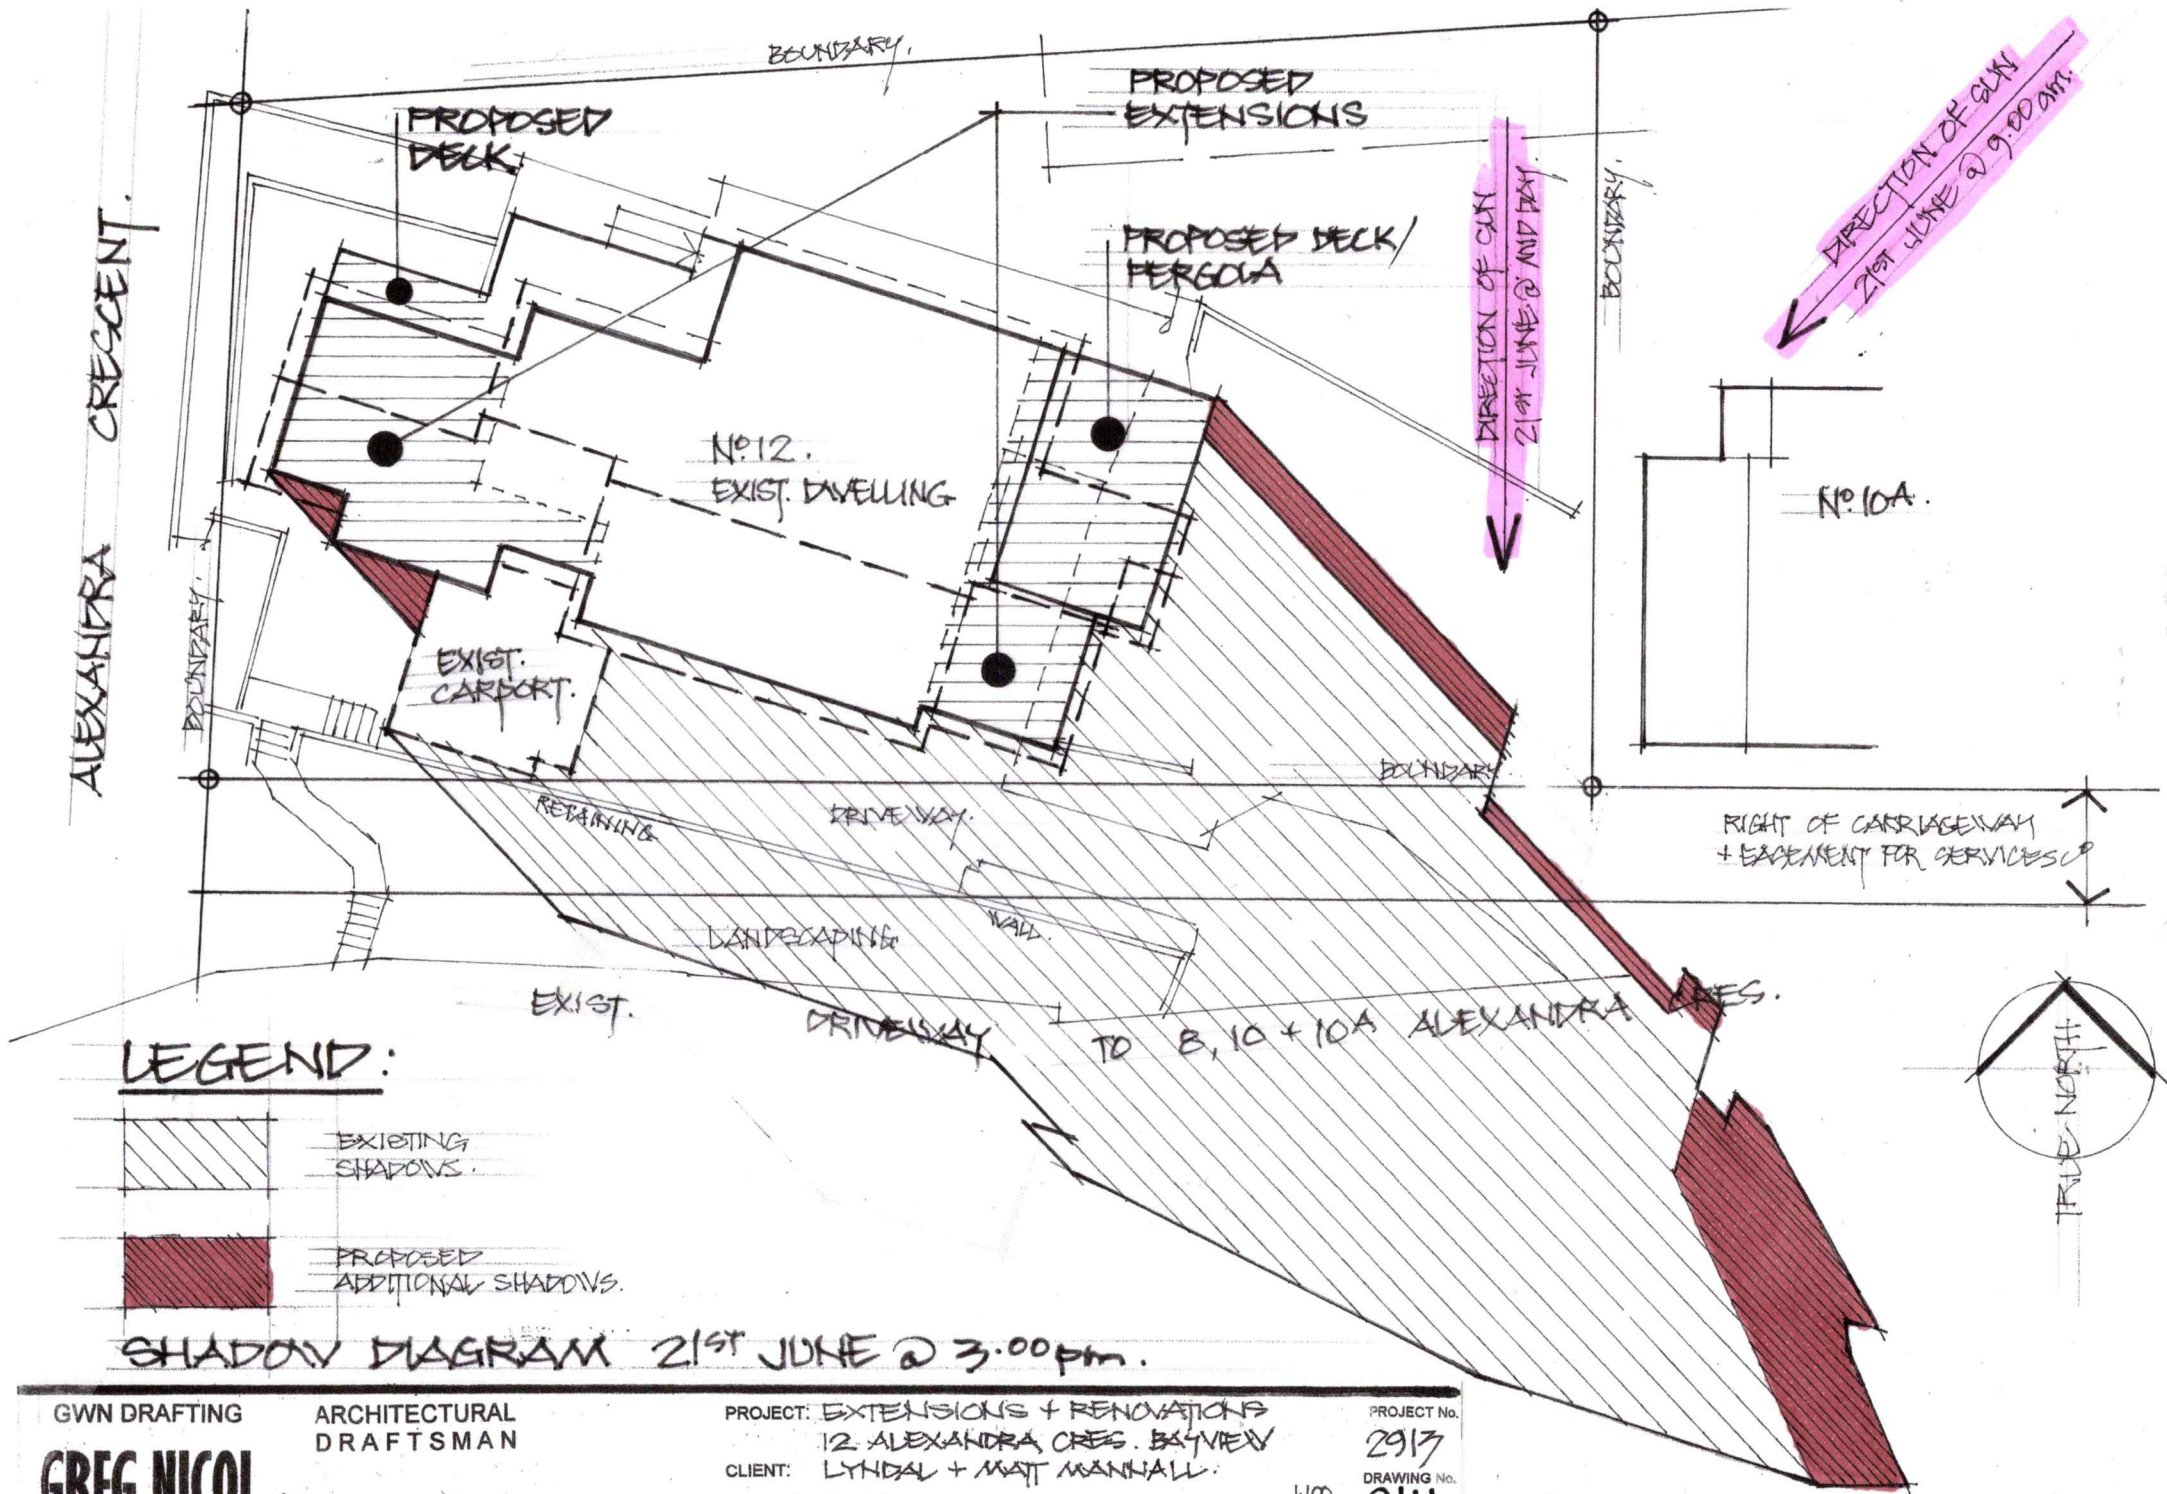 BOUNDARY.
PROPOSED
DECK.
PROPOSED
EXTENSIONS
PROPOSED DECK/
PERGOLA
DIRECTION OF SUN
21ST JUNE @ MID DAY
BOUNDARY.
DIRECTION OF SUN
21ST JUNE @ 9.00 am.
ALEXANDRA CRESCENT.
No. 12.
EXIST. DWELLING
No. 10A.
BOUNDARY.
EXIST.
CARPORT.
RETAINING
WALL.
DRIVEWAY.
BOUNDARY
RIGHT OF CARRIAGEWAY
+ EASEMENT FOR SERVICES
LANDSCAPING
EXIST. DRIVEWAY TO 8, 10 + 10A ALEXANDRA CRES.
TRUE NORTH
LEGEND:
EXISTING
SHADOWS.
PROPOSED
ADDITIONAL SHADOWS.
SHADOW DIAGRAM 21ST JUNE @ 3.00pm.
GWN DRAFTING
GREG NICOL
ARCHITECTURAL
DRAFTSMAN
PROJECT: EXTENSIONS + RENOVATIONS
12 ALEXANDRA CRES. BAYVIEW
CLIENT: LYNDAL + MATT MANNALL.
PROJECT No.
2917
DRAWING No.